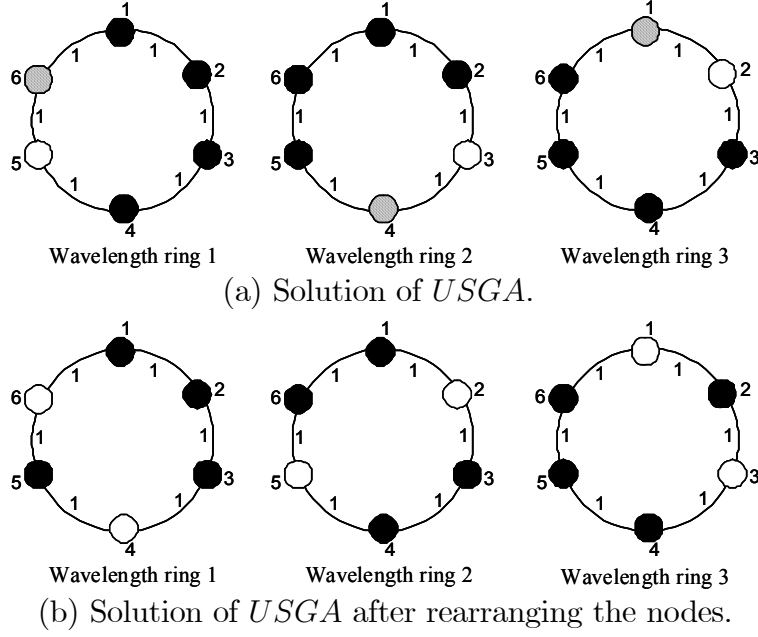 1 1 1
1 1 1 1 1 1
6 2 6 2 6 2
1 1 1 1 1 1
5 3 5 3 5 3
1 1 1 1 1 1
4 4 4
Wavelength ring 1 Wavelength ring 2 Wavelength ring 3
(a) Solution of USGA.
1 1 1
1 1 1 1 1 1
6 2 6 2 6 2
1 1 1 1 1 1
5 3 5 3 5 3
1 1 1 1 1 1
4 4 4
Wavelength ring 1 Wavelength ring 2 Wavelength ring 3
(b) Solution of USGA after rearranging the nodes.